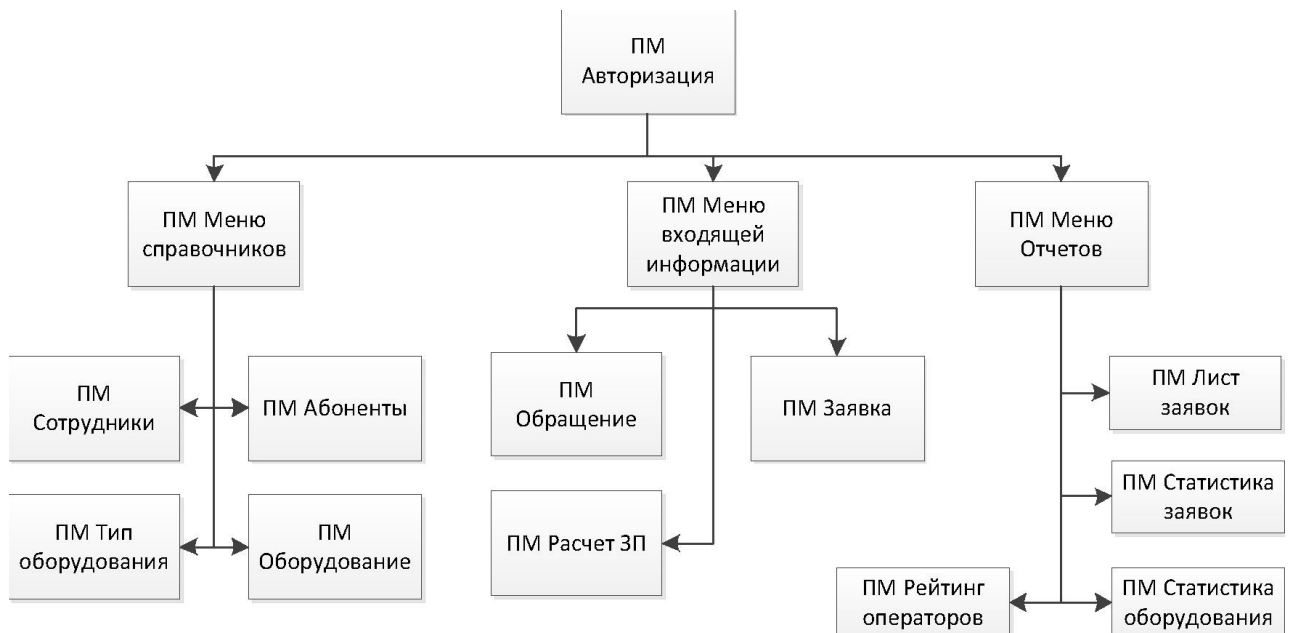 ПМ
Авторизация
ПМ Меню
справочников
ПМ Меню
входящей
информации
ПМ Меню
Отчетов
ПМ
Сотрудники
ПМ Абоненты
ПМ
Обращение
ПМ Заявка
ПМ Лист
заявок
ПМ Тип
оборудования
ПМ
Оборудование
ПМ Расчет ЗП
ПМ Статистика
заявок
ПМ Рейтинг
операторов
ПМ Статистика
оборудования